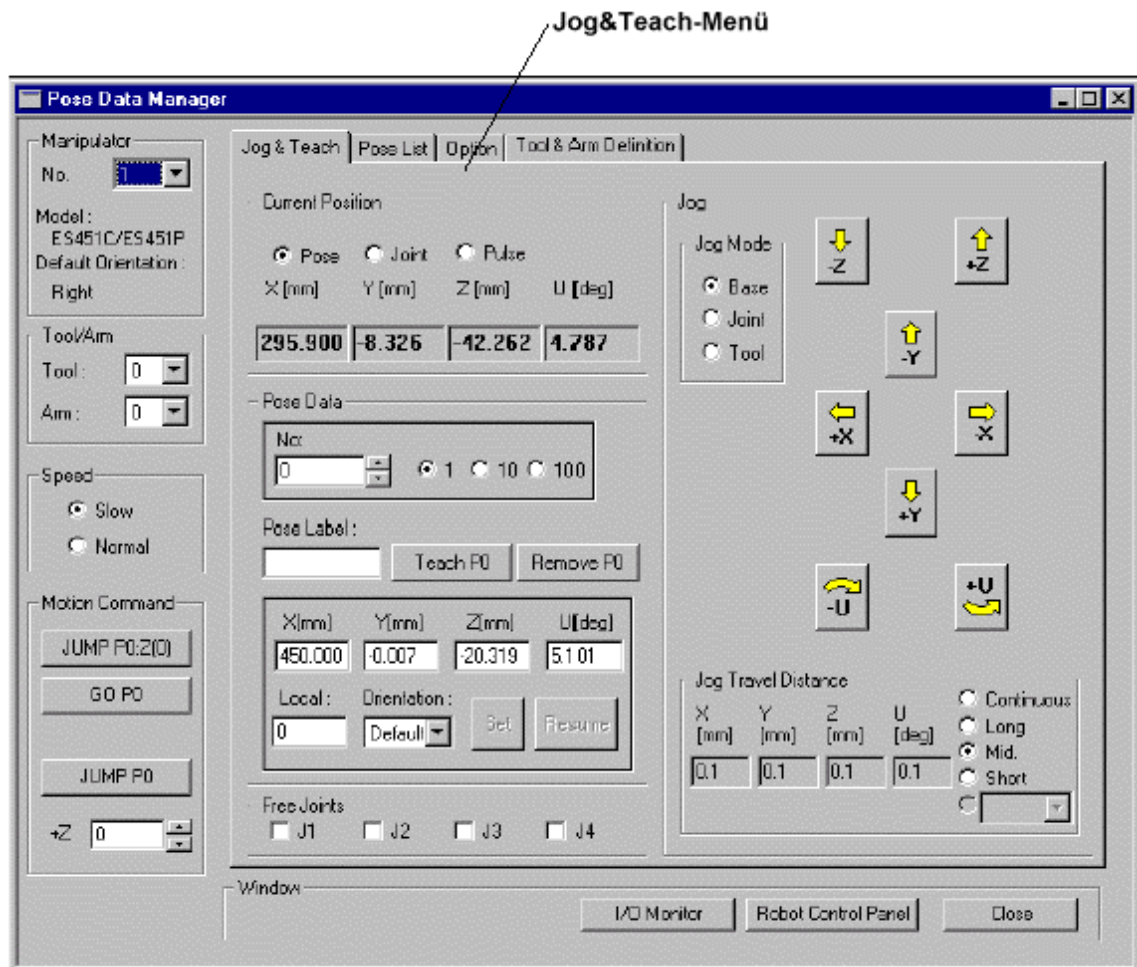 Jog&Teach-Menü
Pose Data Manager
Manipulator
No. 1
Model :
ES451C/ES451P
Default Orientation :
Right
Tool/Arm
Tool : 0
Arm : 0
Speed
Slow
Normal
Motion Command
JUMP P0:Z(0)
GO P0
JUMP P0
+Z 0
Jog & Teach Pose List Option Tool & Arm Definition
Current Position
Pose Joint Pulse
X [mm] Y [mm] Z [mm] U [deg]
295.900 -8.326 -42.262 4.787
Pose Data
No:
0 1 10 100
Pose Label :
Teach P0 Remove P0
X[mm] Y[mm] Z[mm] U[deg]
450.000 -0.007 -20.319 5.101
Local : Orientation :
0 Default Set Resume
Free Joints
J1 J2 J3 J4
Jog
Jog Mode
Base
Joint
Tool
-Z +Z
-Y
+X -X
+Y
-U +U
Jog Travel Distance
X Y Z U
[mm] [mm] [mm] [deg]
0.1 0.1 0.1 0.1
Continuous
Long
Mid.
Short
Window
I/O Monitor Robot Control Panel Close